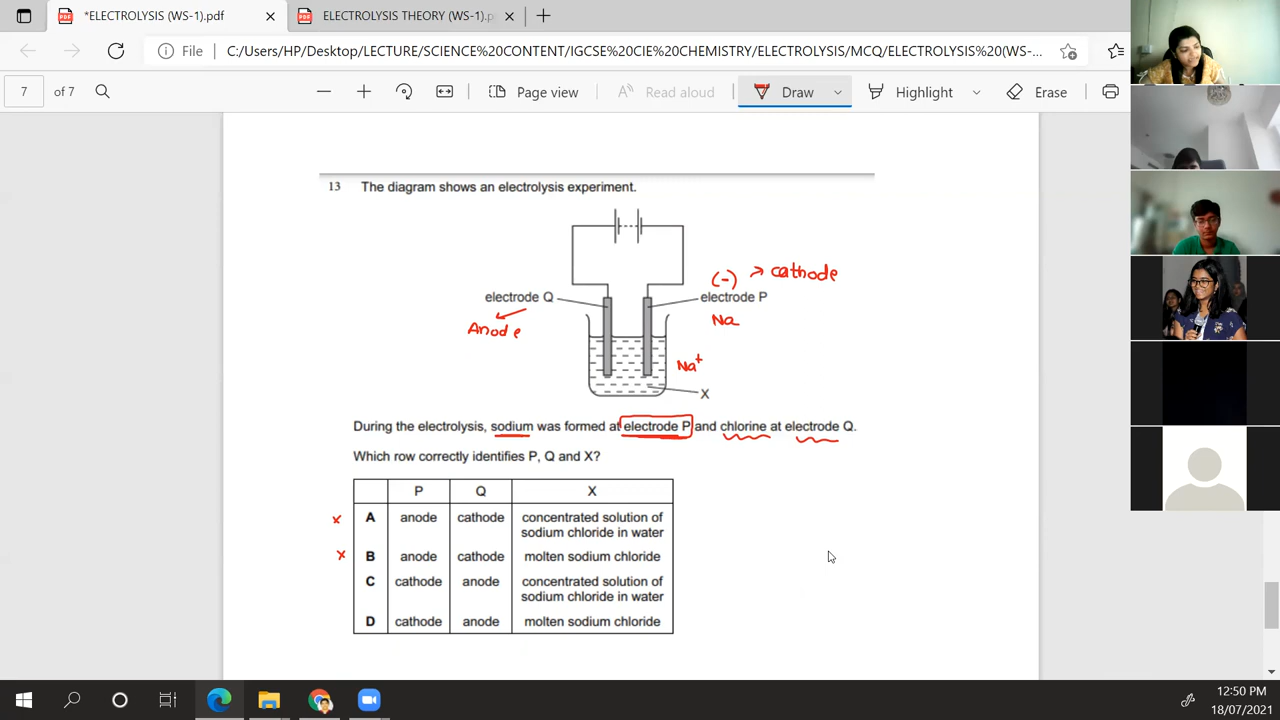 *ELECTROLYSIS (WS-1).pdf
ELECTROLYSIS THEORY (WS-1).p
File
C:/Users/HP/Desktop/LECTURE/SCIENCE%20CONTENT/IGCSE%20CIE%20CHEMISTRY/ELECTROLYSIS/MCQ/ELECTROLYSIS%20(WS-...
7 of 7
Page view
Read aloud
Draw
Highlight
Erase
13 The diagram shows an electrolysis experiment.
(-) → cathode
electrode Q
electrode P
Anode
Na
Na+
X
During the electrolysis, sodium was formed at electrode P and chlorine at electrode Q.
Which row correctly identifies P, Q and X?
P Q X
x A anode cathode concentrated solution of
sodium chloride in water
x B anode cathode molten sodium chloride
C cathode anode concentrated solution of
sodium chloride in water
D cathode anode molten sodium chloride
12:50 PM
18/07/2021